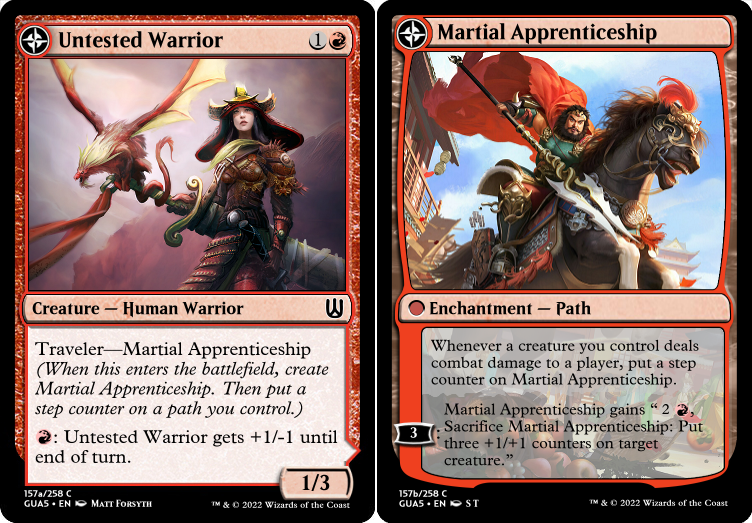 Untested Warrior 1
Creature — Human Warrior
Traveler—Martial Apprenticeship
(When this enters the battlefield, create
Martial Apprenticeship. Then put a
step counter on a path you control.)
: Untested Warrior gets +1/-1 until
end of turn.
1/3
157a/258 C
GUA5 • EN Matt Forsyth
™ & © 2022 Wizards of the Coast
Martial Apprenticeship
Enchantment — Path
Whenever a creature you control deals
combat damage to a player, put a step
counter on Martial Apprenticeship.
Martial Apprenticeship gains “ 2 ,
3 : Sacrifice Martial Apprenticeship: Put
three +1/+1 counters on target
creature.”
157b/258 C
GUA5 • EN S T
™ & © 2022 Wizards of the Coast